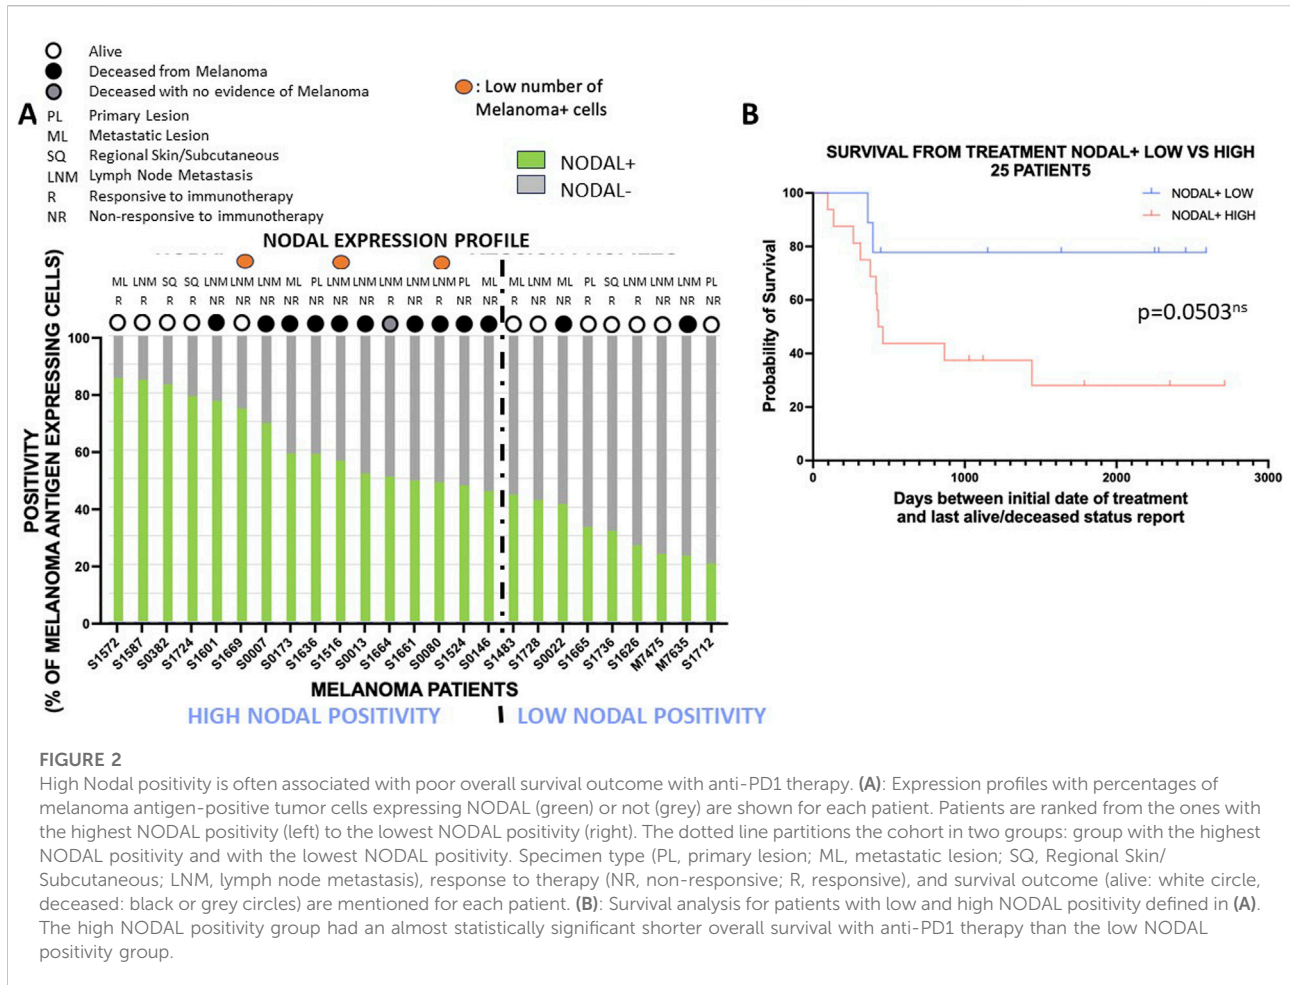 Alive
Deceased from Melanoma
Deceased with no evidence of Melanoma
A
PL Primary Lesion
ML Metastatic Lesion
SQ Regional Skin/Subcutaneous
LNM Lymph Node Metastasis
R Responsive to immunotherapy
NR Non-responsive to immunotherapy
: Low number of
Melanoma+ cells
NODAL+
NODAL-
NODAL EXPRESSION PROFILE
ML LNM SQ SQ LNM LNM LNM ML PL LNM LNM LNM LNM LNM PL ML ML LNM ML PL SQ LNM LNM LNM PL
R R R R NR R NR NR NR NR NR R NR R NR NR R NR NR R R R NR NR NR
100
80
60
40
20
0
POSITIVITY
(% OF MELANOMA ANTIGEN EXPRESSING CELLS)
S1572 S1587 S0382 S1724 S1601 S1669 S0007 S0173 S1636 S1516 S0013 S1664 S1661 S0080 S1524 S0146 S1483 S1728 S0022 S1665 S1736 S1626 M7475 M7635 S1712
MELANOMA PATIENTS
HIGH NODAL POSITIVITY
LOW NODAL POSITIVITY
B
SURVIVAL FROM TREATMENT NODAL+ LOW VS HIGH
25 PATIENT5
NODAL+ LOW
NODAL+ HIGH
p=0.0503ns
Probability of Survival
100
80
60
40
20
0
0 1000 2000 3000
Days between initial date of treatment
and last alive/deceased status report
FIGURE 2
High Nodal positivity is often associated with poor overall survival outcome with anti-PD1 therapy. (A): Expression profiles with percentages of
melanoma antigen-positive tumor cells expressing NODAL (green) or not (grey) are shown for each patient. Patients are ranked from the ones with
the highest NODAL positivity (left) to the lowest NODAL positivity (right). The dotted line partitions the cohort in two groups: group with the highest
NODAL positivity and with the lowest NODAL positivity. Specimen type (PL, primary lesion; ML, metastatic lesion; SQ, Regional Skin/
Subcutaneous; LNM, lymph node metastasis), response to therapy (NR, non-responsive; R, responsive), and survival outcome (alive: white circle,
deceased: black or grey circles) are mentioned for each patient. (B): Survival analysis for patients with low and high NODAL positivity defined in (A).
The high NODAL positivity group had an almost statistically significant shorter overall survival with anti-PD1 therapy than the low NODAL
positivity group.